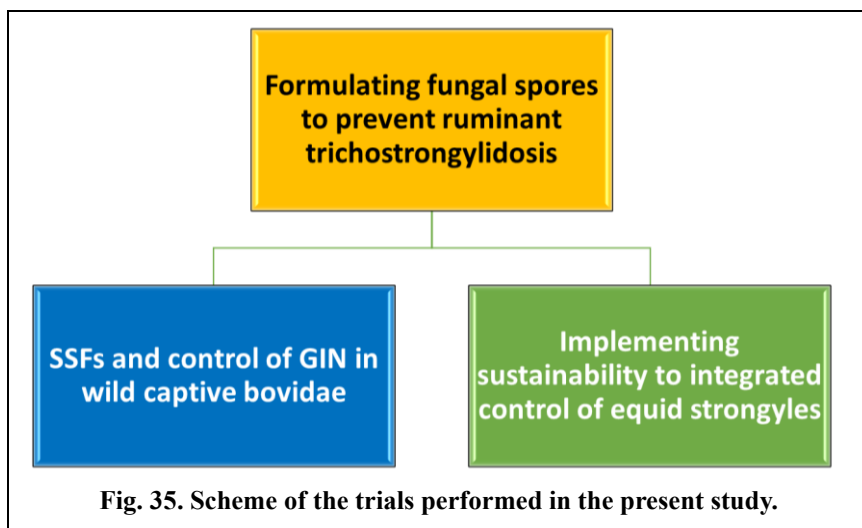 Formulating fungal spores
to prevent ruminant
trichostrongylidosis
SSFs and control of GIN in
wild captive bovidae
Implementing
sustainability to integrated
control of equid strongyles
Fig. 35. Scheme of the trials performed in the present study.